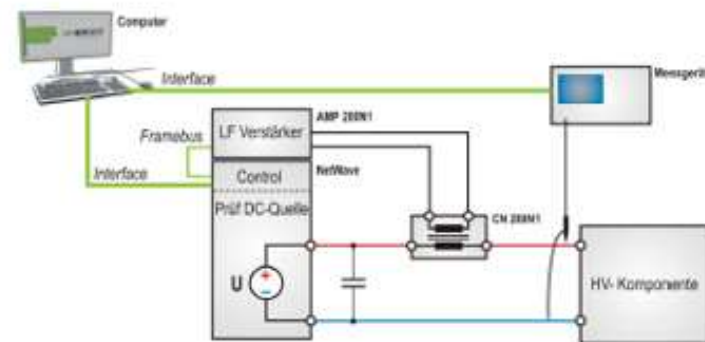 Computer
Interface
Messgerät
AMP 200N1
LF Verstärker
Framebus
NetWave
Interface
Control
Prüf DC-Quelle
CN 200N1
U
HV- Komponente